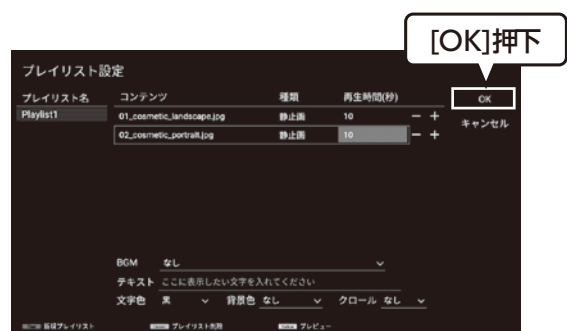 [OK]押下
プレイリスト設定
プレイリスト名 コンテンツ 種類 再生時間(秒) OK
Playlist1 01_cosmetic_landscape.jpg 静止画 10 − + キャンセル
02_cosmetic_portrait.jpg 静止画 10 − +
BGM なし
テキスト ここに表示したい文字を入れてください
文字色 黒 背景色 なし クロール なし
新規プレイリスト プレイリスト削除 プレビュー